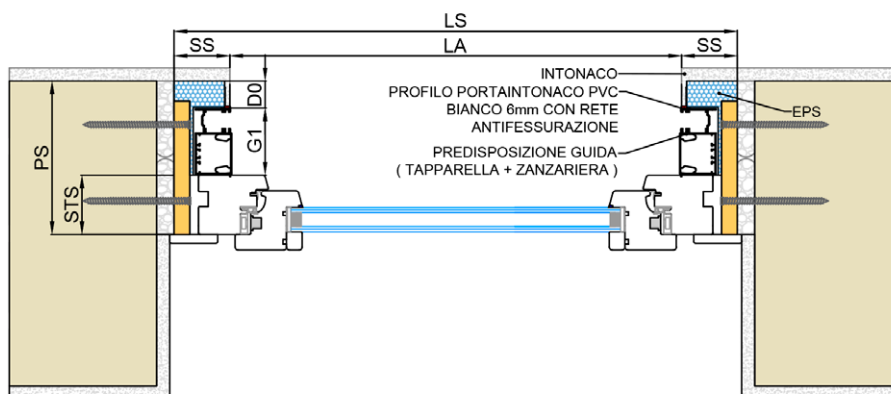 LS
SS
LA
SS
INTONACO
D0
PROFILO PORTAINTONACO PVC
BIANCO 6mm CON RETE
ANTIFESSURAZIONE
EPS
G1
PS
PREDISPOSIZIONE GUIDA
( TAPPARELLA + ZANZARIERA )
STS